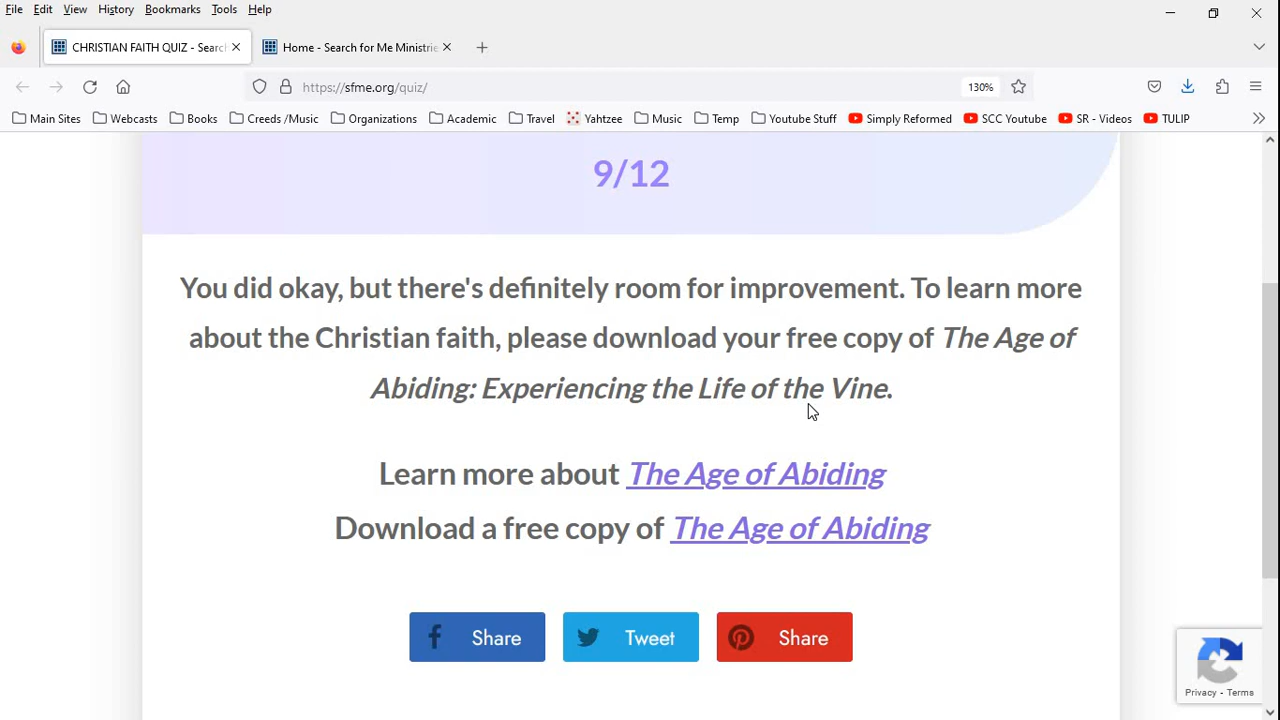 File Edit View History Bookmarks Tools Help
CHRISTIAN FAITH QUIZ - Searc Home - Search for Me Ministrie
https://sfme.org/quiz/ 130%
Main Sites Webcasts Books Creeds /Music Organizations Academic Travel Yahtzee Music Temp Youtube Stuff Simply Reformed SCC Youtube SR - Videos TULIP
9/12
You did okay, but there's definitely room for improvement. To learn more
about the Christian faith, please download your free copy of The Age of
Abiding: Experiencing the Life of the Vine.
Learn more about The Age of Abiding
Download a free copy of The Age of Abiding
Share Tweet Share
Privacy - Terms